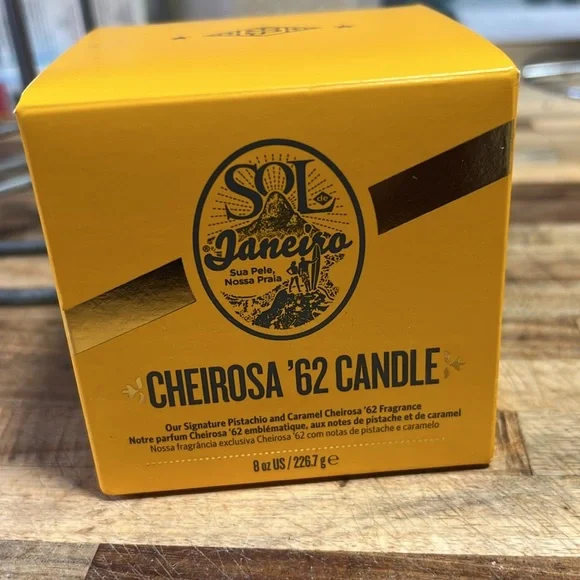 SOL
de
Janeiro
®
Sua Pele,
Nossa Praia
CHEIROSA '62 CANDLE
Our Signature Pistachio and Caramel Cheirosa '62 Fragrance
Notre parfum Cheirosa '62 emblématique, aux notes de pistache et de caramel
Nossa fragrância exclusiva Cheirosa '62 com notas de pistache e caramelo
8 oz US / 226.7 g ℮